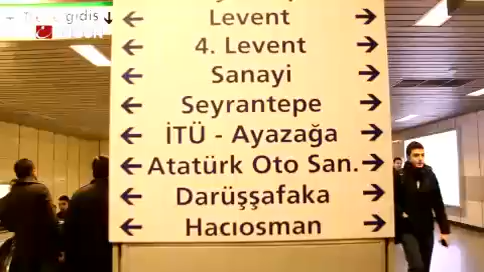 gidiş
Levent
4. Levent
Sanayi
Seyrantepe
İTÜ - Ayazağa
Atatürk Oto San.
Darüşşafaka
Hacıosman